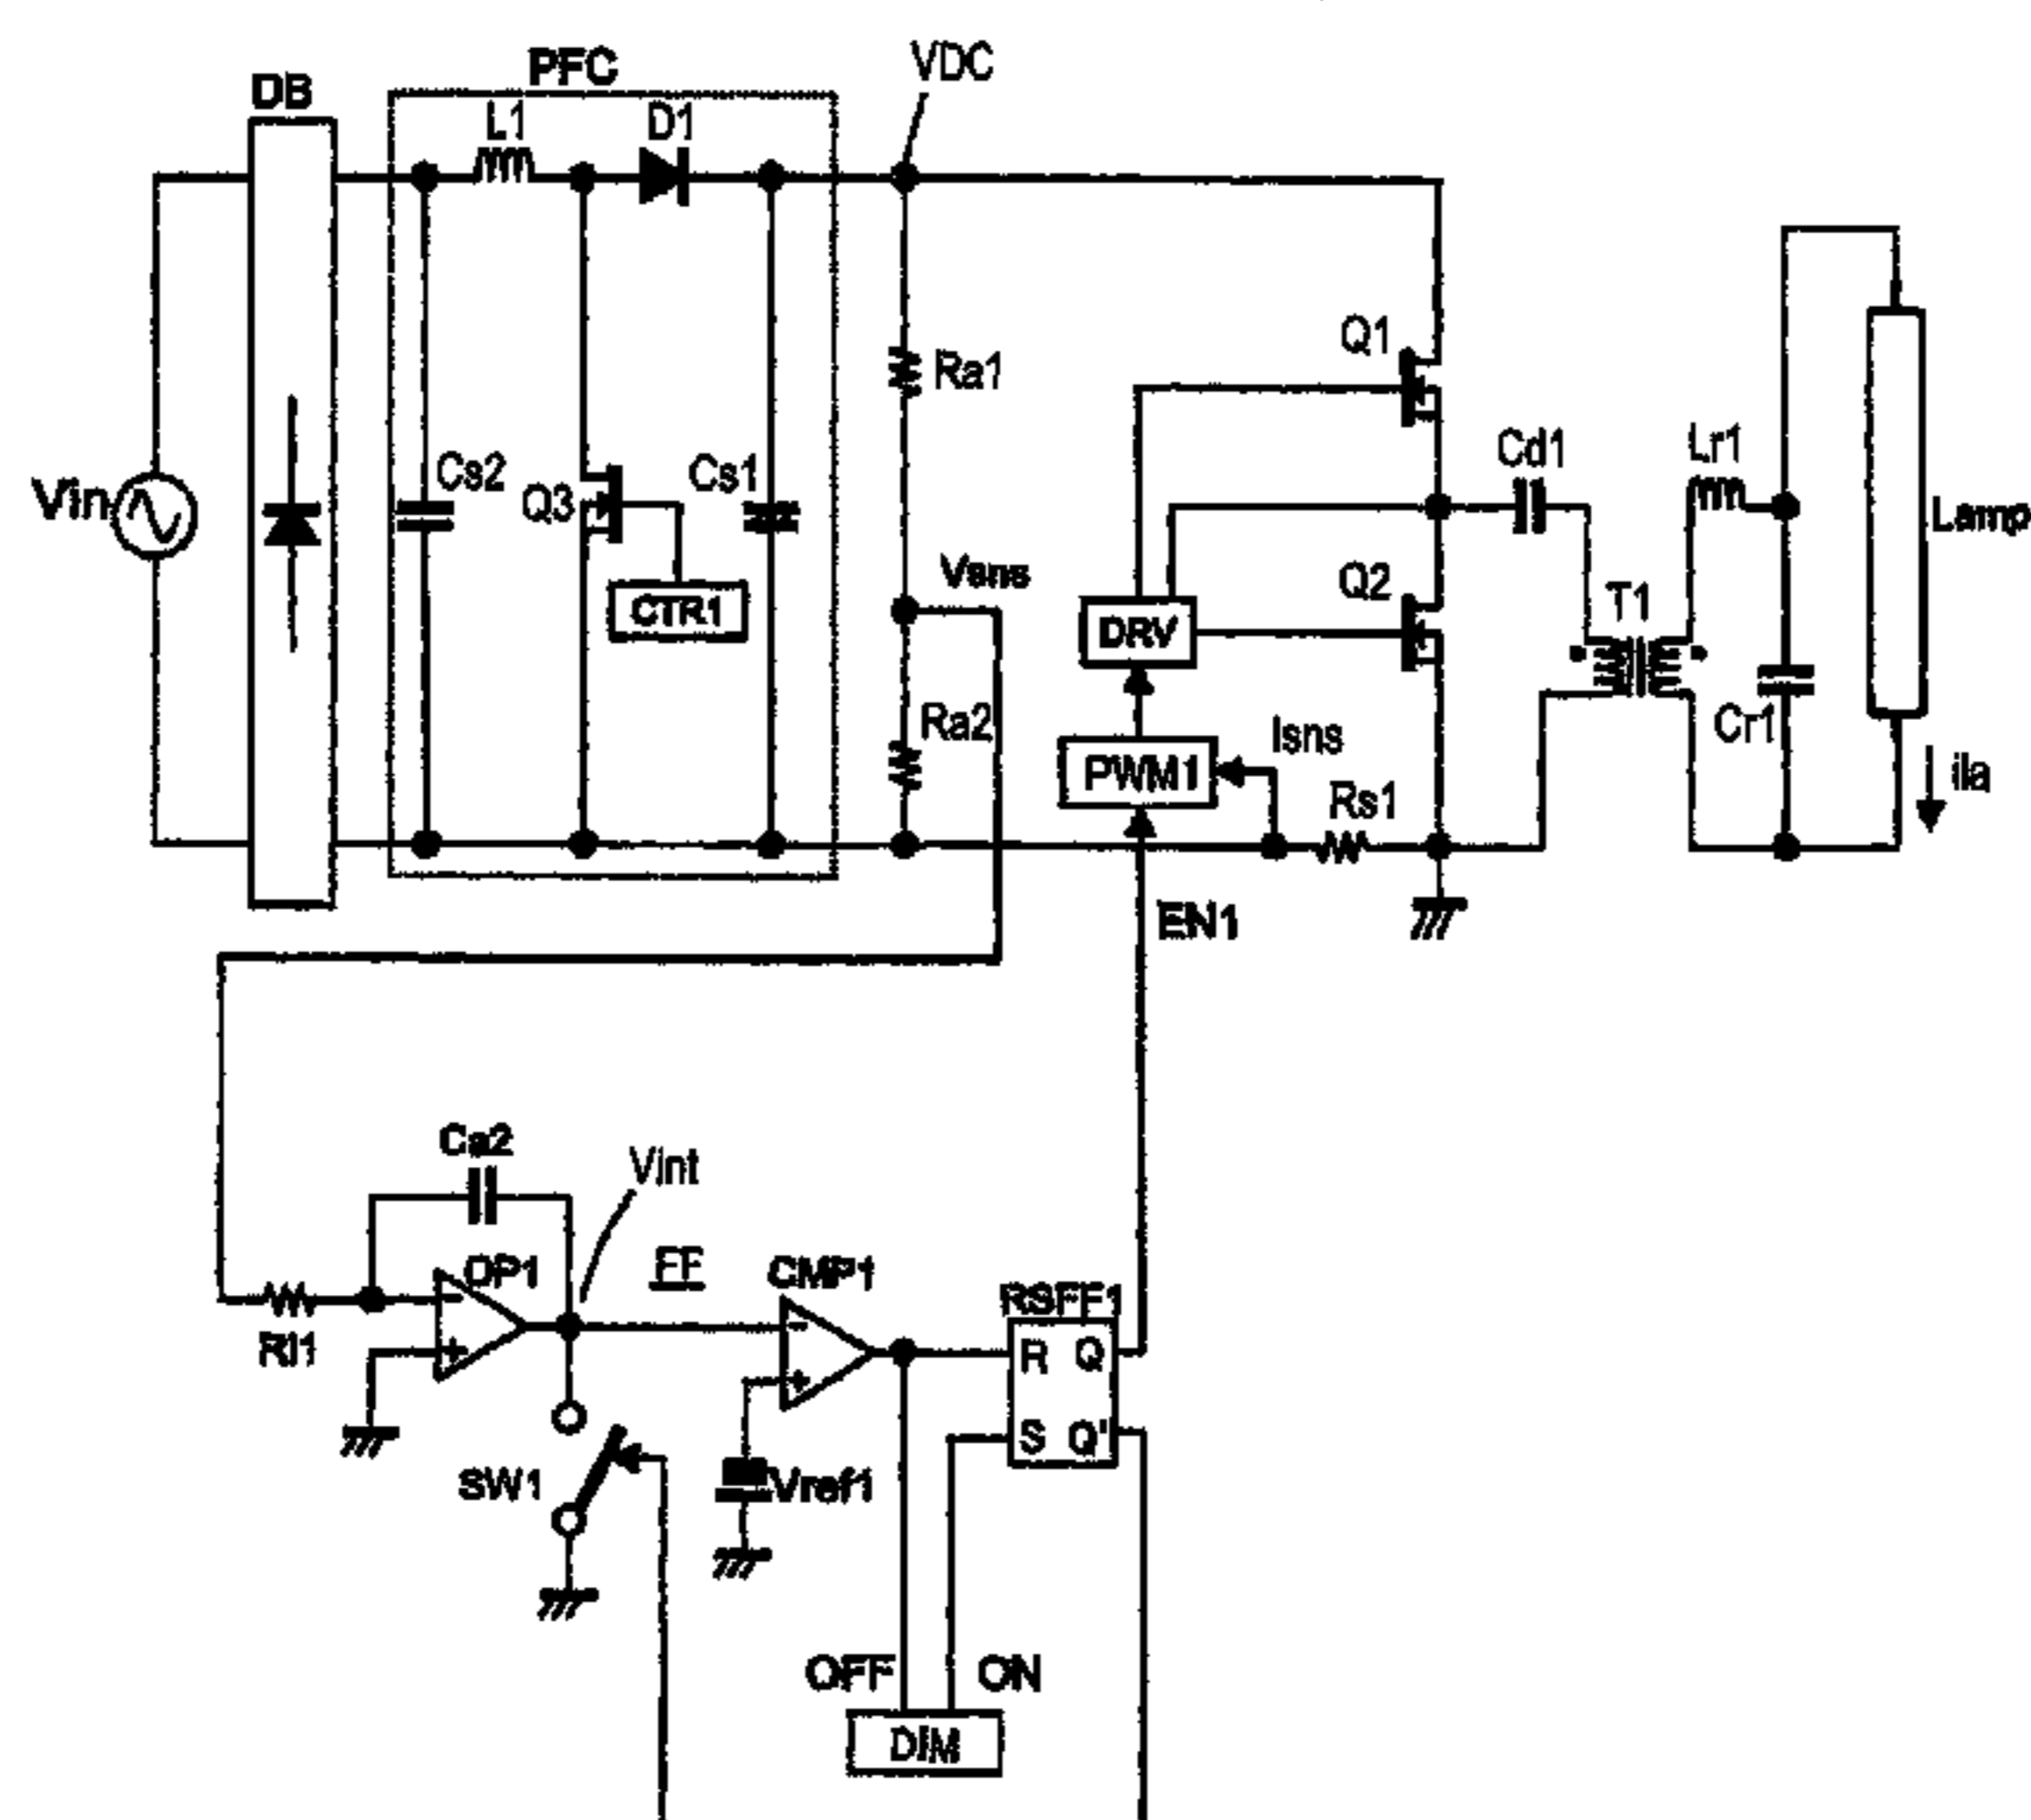 PFC
VDC
DB
L1
D1
Q1
Ra1
Cd1
Lr1
Cs2
Q3
Cs1
Vin
Lamp
Vsns
Q2
T1
CTR1
DRV
Ra2
Isns
Cr1
PWM1
Rs1
ila
EN1
Ca2
Vint
OP1
FF
CMP1
RSFF1
RI1
-
+
-
+
R Q
S Q'
SW1
Vref1
OFF ON
DIM